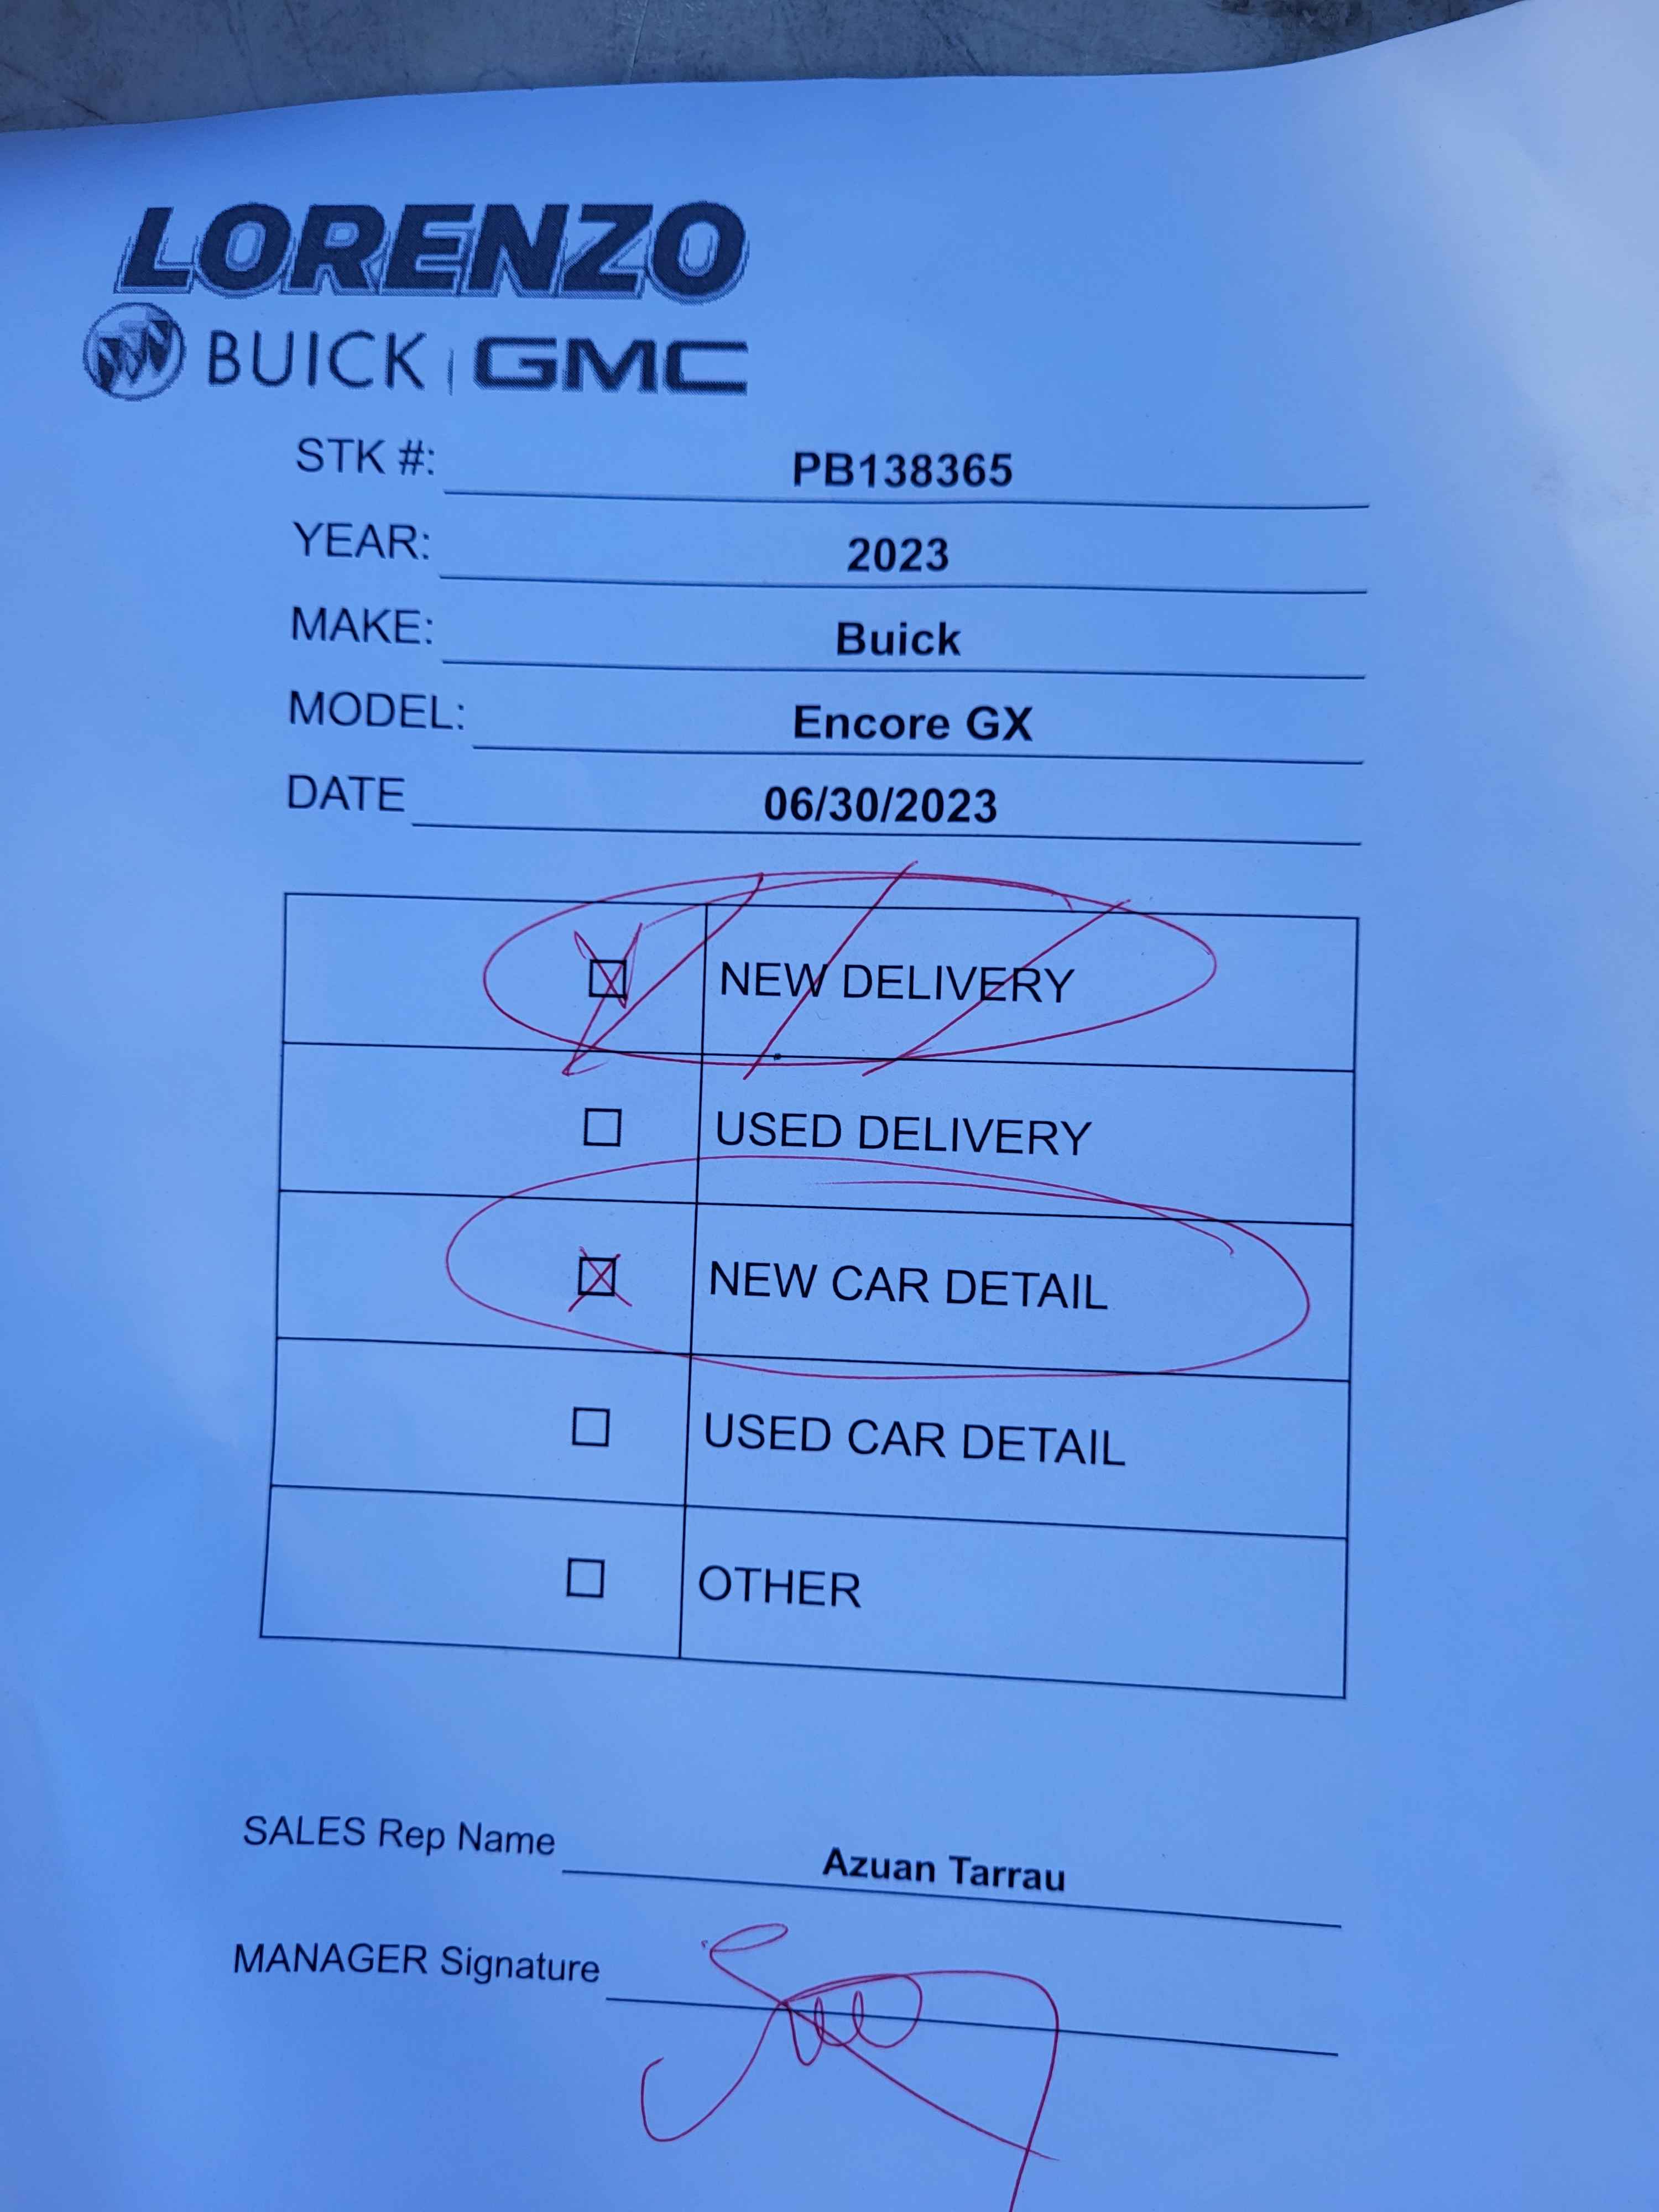 LORENZO
BUICK | GMC
STK #: PB138365
YEAR: 2023
MAKE: Buick
MODEL: Encore GX
DATE 06/30/2023
☒ NEW DELIVERY
☐ USED DELIVERY
☒ NEW CAR DETAIL
☐ USED CAR DETAIL
☐ OTHER
SALES Rep Name Azuan Tarrau
MANAGER Signature